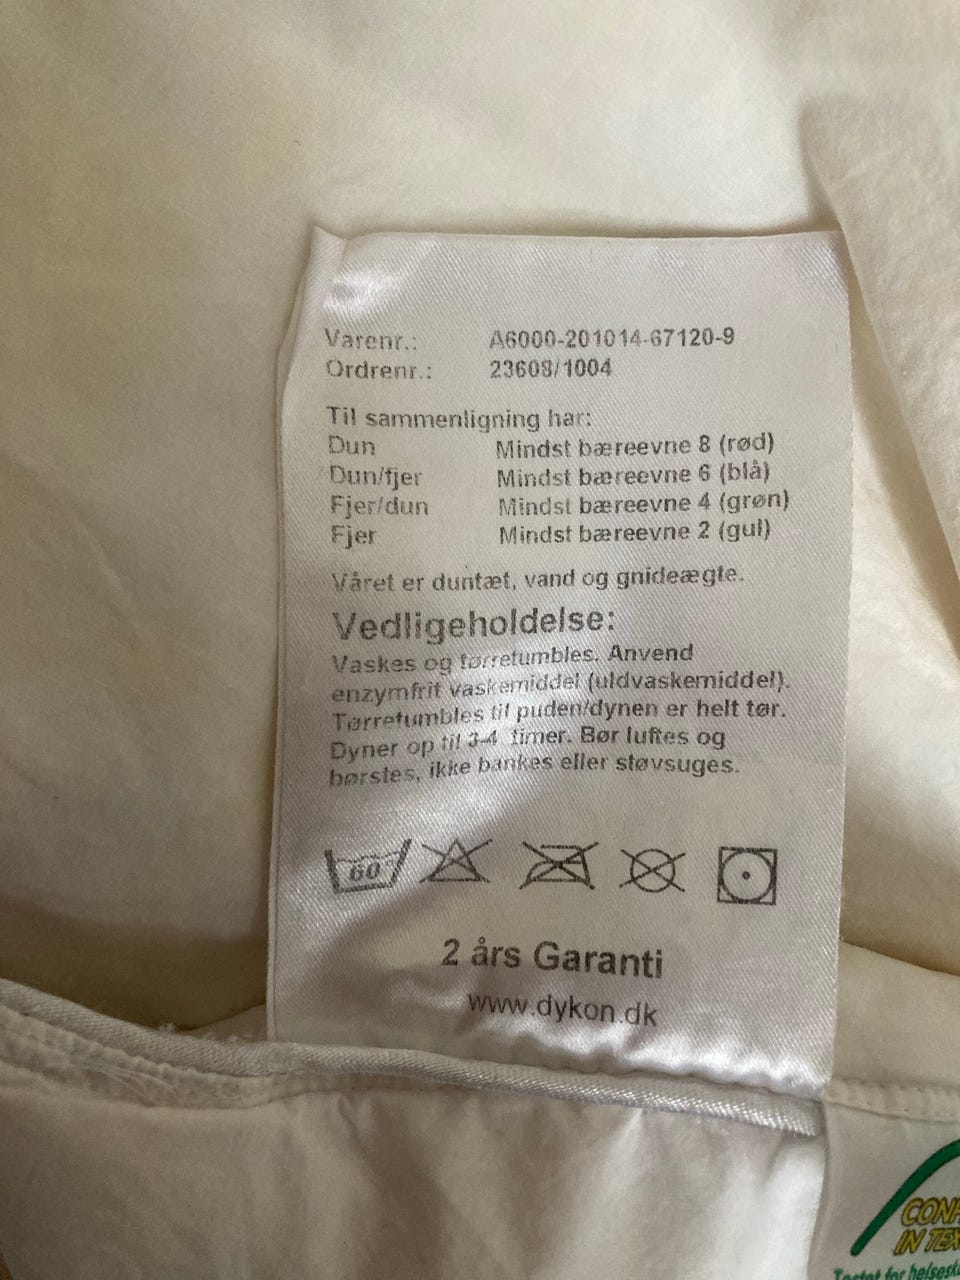 Varenr.: A6000-201014-67120-9
Ordrenr.: 23608/1004
Til sammenligning har:
Dun Mindst bæreevne 8 (rød)
Dun/fjer Mindst bæreevne 6 (blå)
Fjer/dun Mindst bæreevne 4 (grøn)
Fjer Mindst bæreevne 2 (gul)
Våret er duntæt, vand og gnideægte.
Vedligeholdelse:
Vaskes og tørretumbles. Anvend
enzymfrit vaskemiddel (uldvaskemiddel).
Tørretumbles til puden/dynen er helt tør.
Dyner op til 3-4 timer. Bør luftes og
børstes, ikke bankes eller støvsuges.
60
2 års Garanti
www.dykon.dk
IN
for